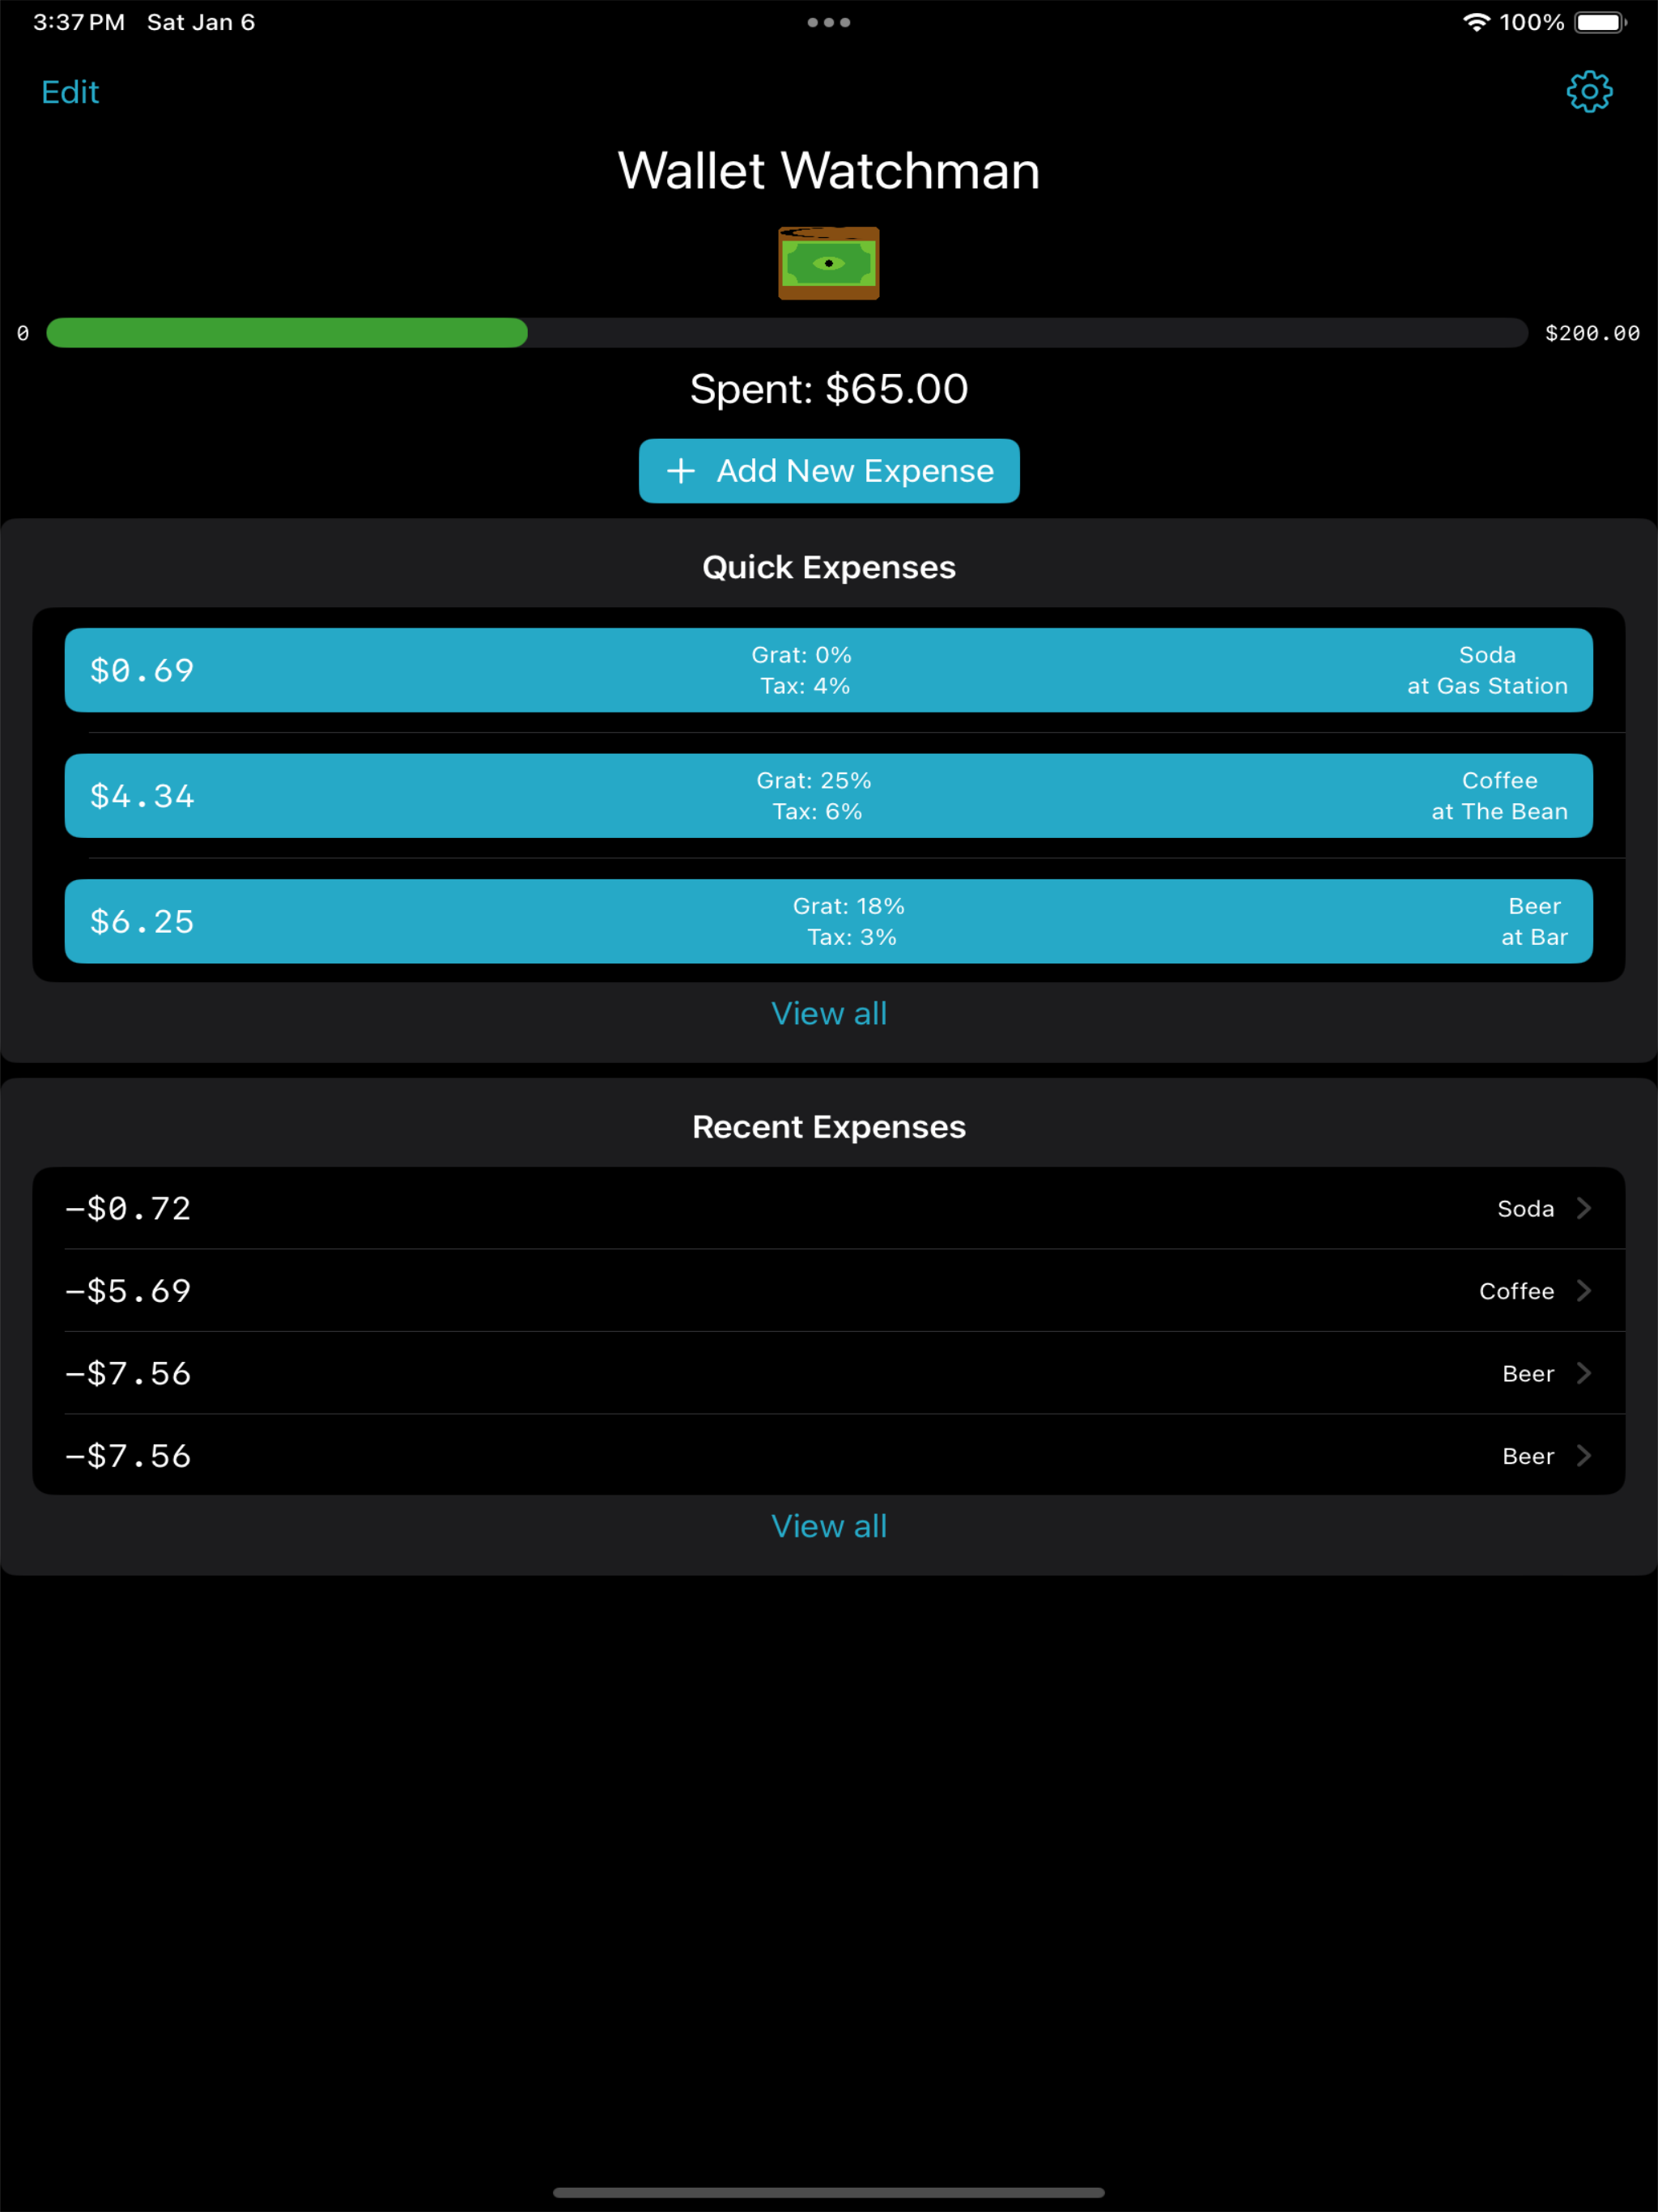 3:37 PM Sat Jan 6 100%
Edit
Wallet Watchman
0 $200.00
Spent: $65.00
+ Add New Expense
Quick Expenses
$0.69
Grat: 0%
Tax: 4%
Soda
at Gas Station
$4.34
Grat: 25%
Tax: 6%
Coffee
at The Bean
$6.25
Grat: 18%
Tax: 3%
Beer
at Bar
View all
Recent Expenses
–$0.72 Soda
–$5.69 Coffee
–$7.56 Beer
–$7.56 Beer
View all